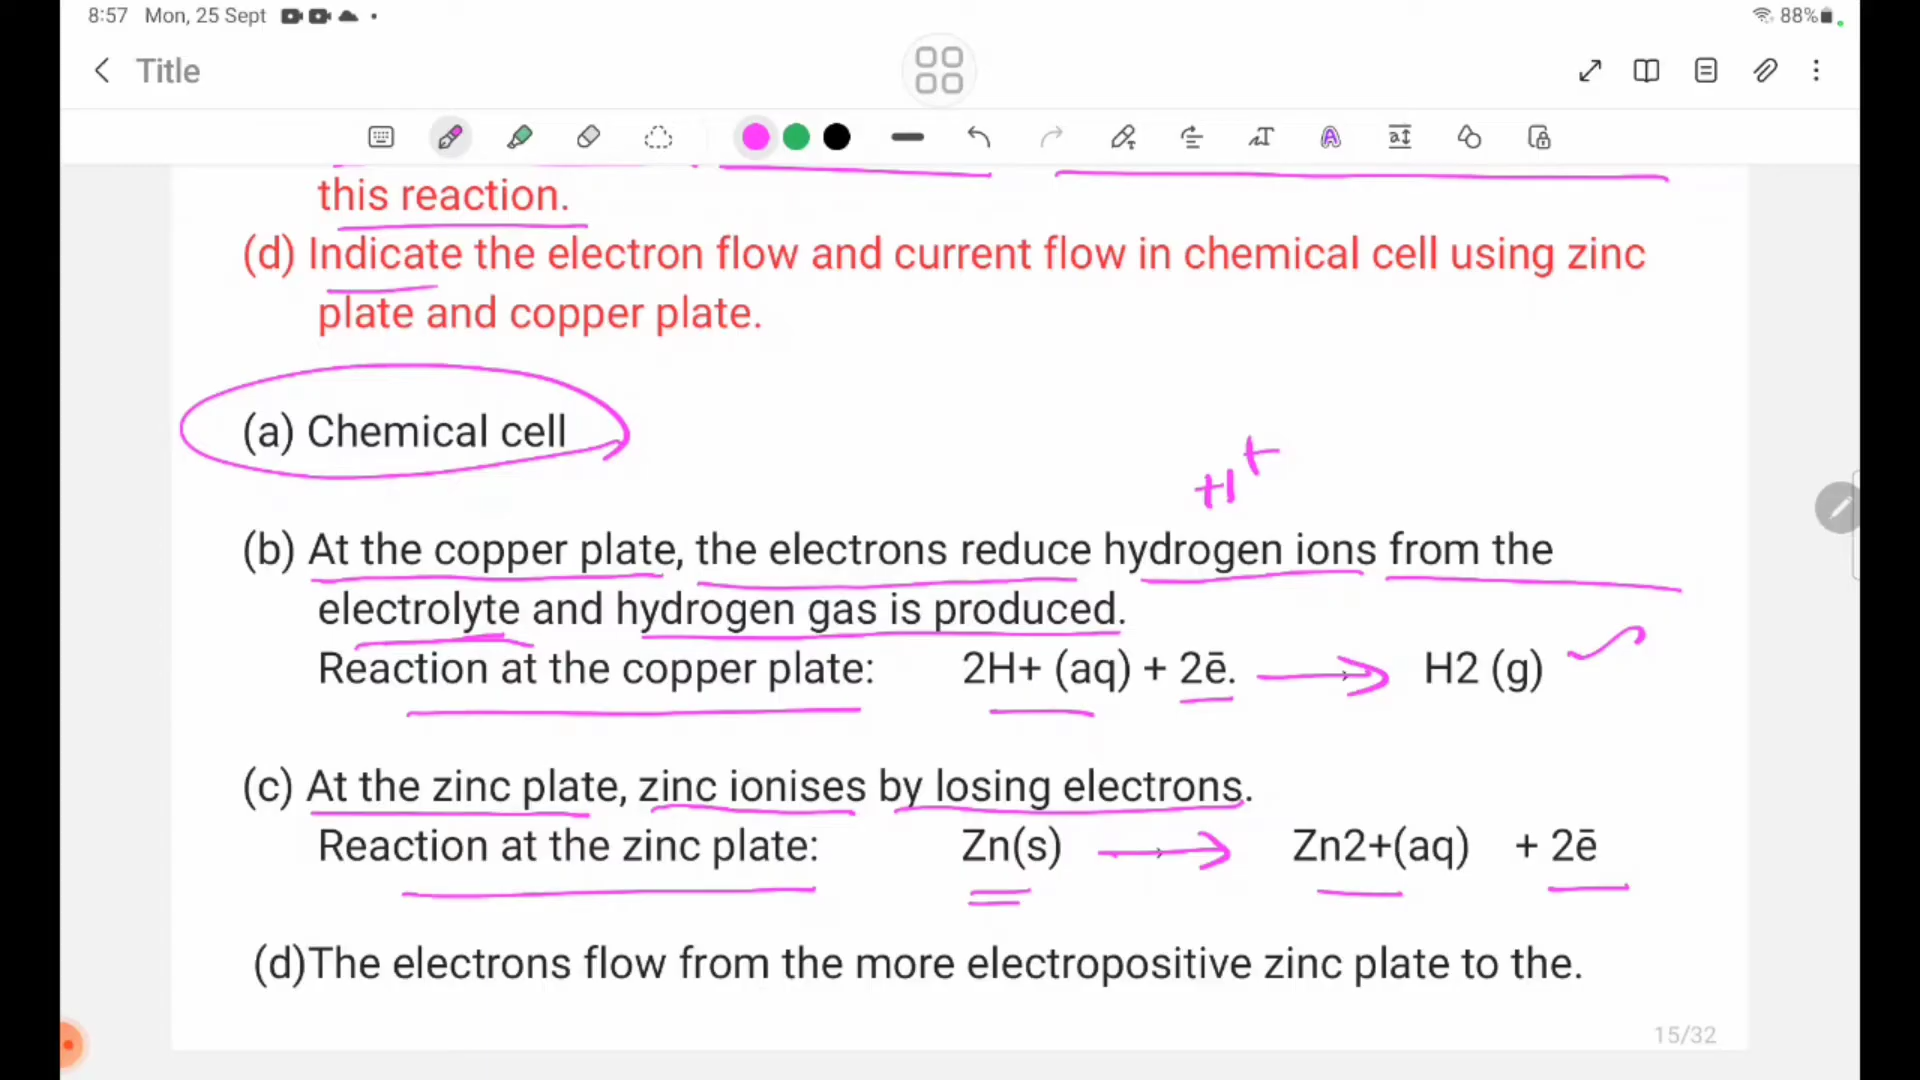 8:57 Mon, 25 Sept 88%
Title
this reaction.
(d) Indicate the electron flow and current flow in chemical cell using zinc
plate and copper plate.
(a) Chemical cell
H+
(b) At the copper plate, the electrons reduce hydrogen ions from the
electrolyte and hydrogen gas is produced.
Reaction at the copper plate: 2H+ (aq) + 2ē. → H2 (g)
(c) At the zinc plate, zinc ionises by losing electrons.
Reaction at the zinc plate: Zn(s) → Zn2+(aq) + 2ē
(d)The electrons flow from the more electropositive zinc plate to the.
15/32